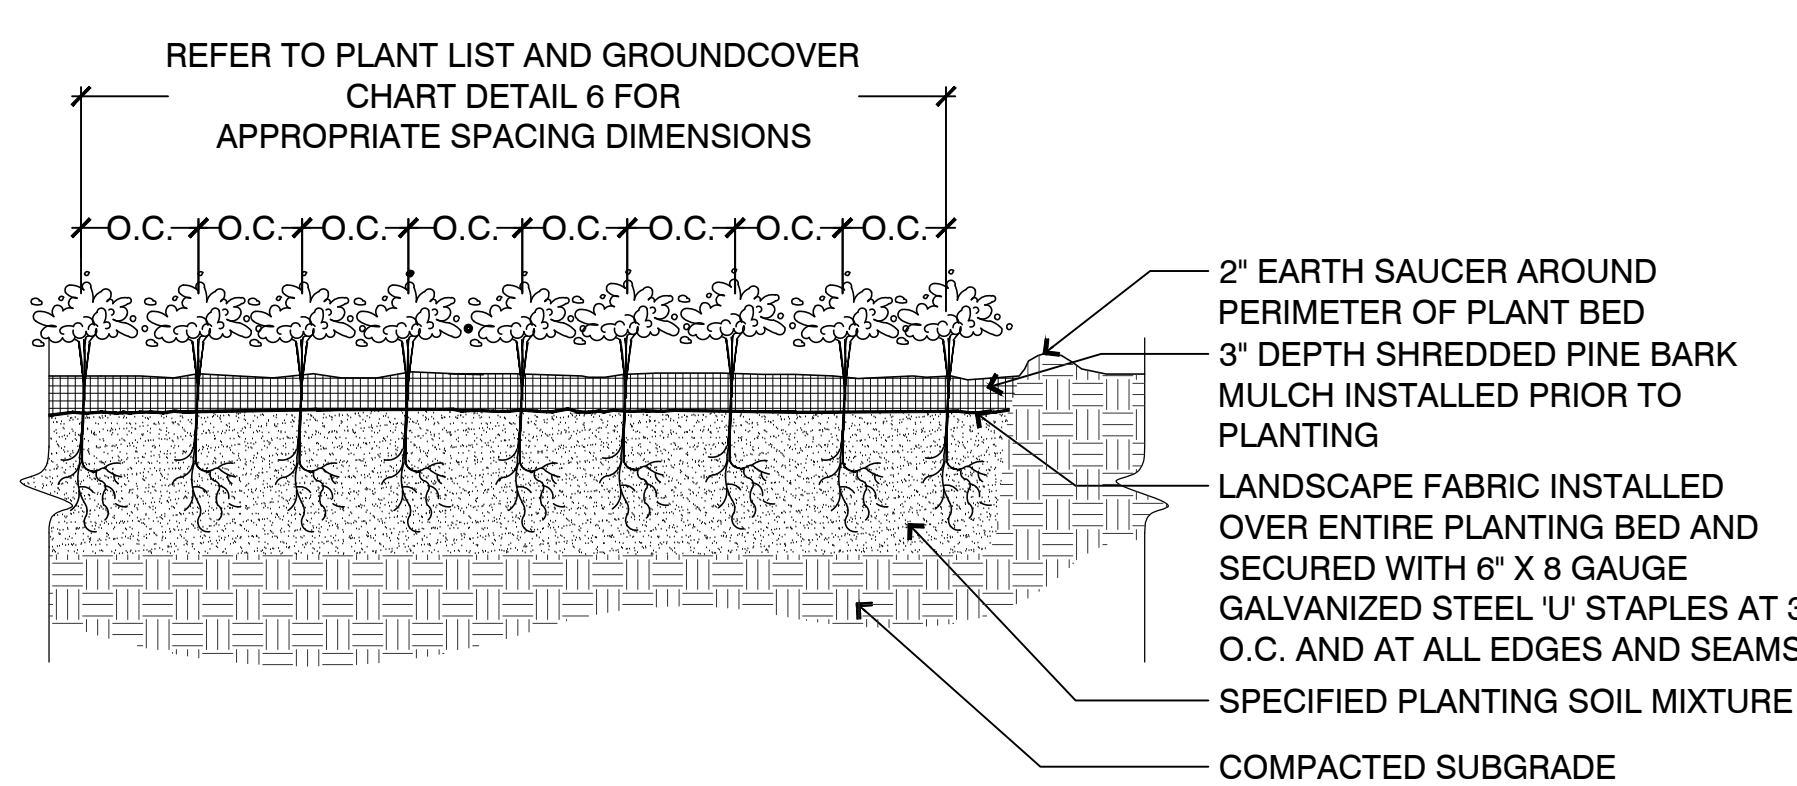 REFER TO PLANT LIST AND GROUNDCOVER
CHART DETAIL 6 FOR
APPROPRIATE SPACING DIMENSIONS
O.C. O.C. O.C. O.C. O.C. O.C. O.C. O.C.
2" EARTH SAUCER AROUND
PERIMETER OF PLANT BED
3" DEPTH SHREDDED PINE BARK
MULCH INSTALLED PRIOR TO
PLANTING
LANDSCAPE FABRIC INSTALLED
OVER ENTIRE PLANTING BED AND
SECURED WITH 6" X 8 GAUGE
GALVANIZED STEEL 'U' STAPLES AT
O.C. AND AT ALL EDGES AND SEAMS
SPECIFIED PLANTING SOIL MIXTURE
COMPACTED SUBGRADE